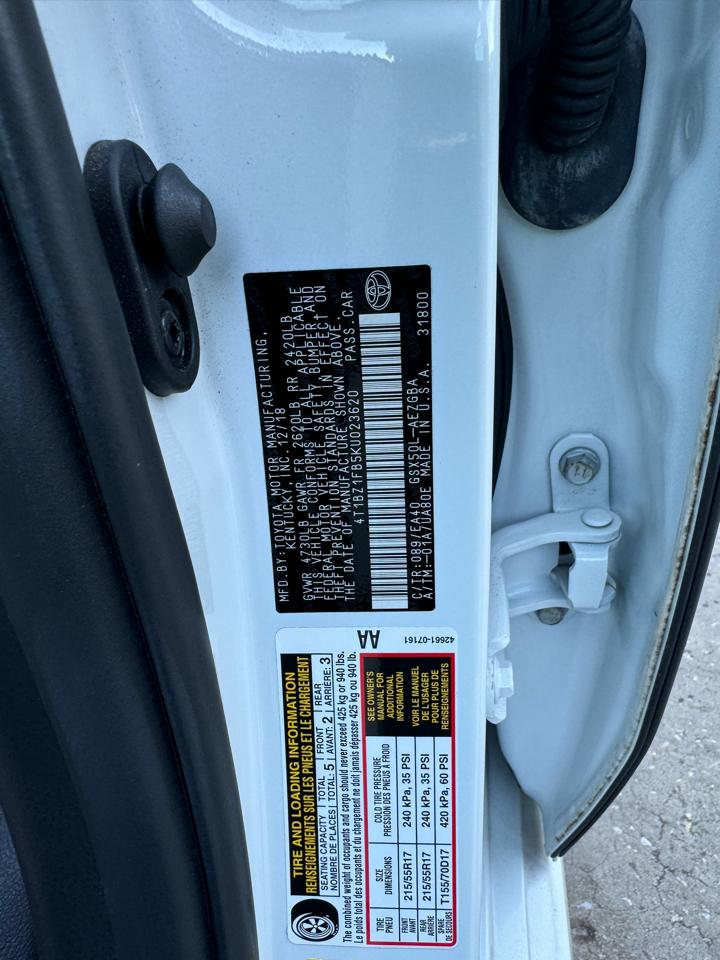 MFD.BY:TOYOTA MOTOR MANUFACTURING,
KENTUCKY, INC.12/18
GVWR 4730LB GAWR FR 2620LB RR 2420LB
THIS VEHICLE CONFORMS TO ALL APPLICABLE
FEDERAL MOTOR VEHICLE SAFETY, BUMPER AND
THEFT PREVENTION STANDARDS IN EFFECT ON
THE DATE OF MANUFACTURE SHOWN ABOVE.
4T1BZ1FB5KU023620 PASS.CAR
C/TR:089/EA40 GSX50L-AEZGBA
A/TM:-01A/UA80E MADE IN U.S.A. 31800
AA
42661-07161
TIRE AND LOADING INFORMATION
RENSEIGNEMENTS SUR LES PNEUS ET LE CHARGEMENT
SEATING CAPACITY | TOTAL | FRONT | REAR
NOMBRE DE PLACES | TOTAL: 5 | AVANT: 2 | ARRIÈRE: 3
The combined weight of occupants and cargo should never exceed 425 kg or 940 lbs.
Le poids total des occupants et du chargement ne doit jamais dépasser 425 kg ou 940 lb.
TIRE PNEU | SIZE DIMENSIONS | COLD TIRE PRESSURE PRESSION DES PNEUS À FROID
FRONT AVANT | 215/55R17 | 240 kPa, 35 PSI
REAR ARRIÈRE | 215/55R17 | 240 kPa, 35 PSI
SPARE DE SECOURS | T155/70D17 | 420 kPa, 60 PSI
SEE OWNER'S
MANUAL FOR
ADDITIONAL
INFORMATION
VOIR LE MANUEL
DE L'USAGER
POUR PLUS DE
RENSEIGNEMENTS